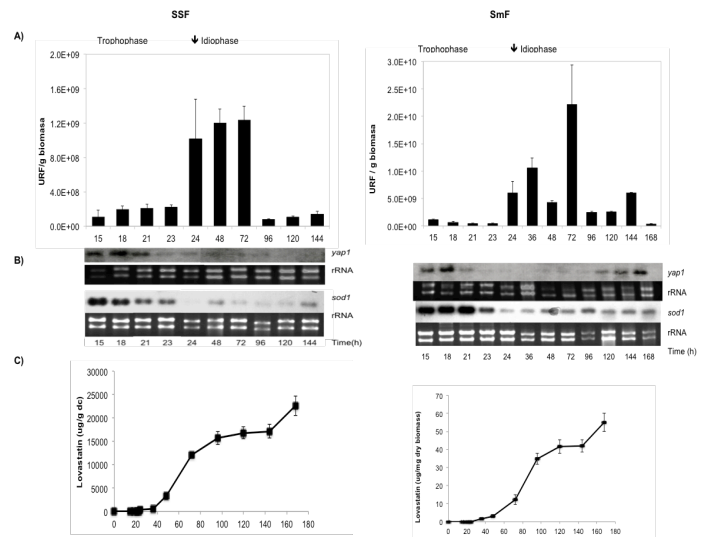 SSF
SmF
A)
Trophophase
Idiophase
Trophophase
Idiophase
URF/g biomasa
2.0E+09
1.6E+09
1.2E+09
8.0E+08
4.0E+08
0.0E+00
15 18 21 23 24 48 72 96 120 144
URF / g biomasa
3.0E+10
2.5E+10
2.0E+10
1.5E+10
1.0E+10
5.0E+09
0.0E+00
15 18 21 23 24 36 48 72 96 120 144 168
B)
yap1
rRNA
sod1
rRNA
15 18 21 23 24 48 72 96 120 144 Time(h)
yap1
rRNA
sod1
rRNA
15 18 21 23 24 36 48 72 96 120 144 168
Time (h)
C)
Lovastatin (ug/g dc)
30000
25000
20000
15000
10000
5000
0
0 20 40 60 80 100 120 140 160 180
Lovastatin (ug/mg dry biomass)
70
60
50
40
30
20
10
0
0 20 40 60 80 100 120 140 160 180